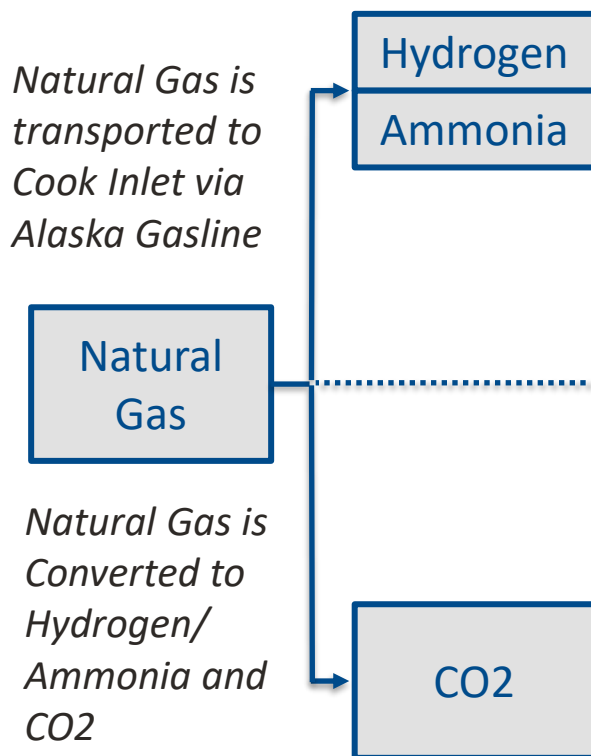 Natural Gas is
transported to
Cook Inlet via
Alaska Gasline
Hydrogen
Ammonia
Natural
Gas
Natural Gas is
Converted to
Hydrogen/
Ammonia and
CO2
CO2